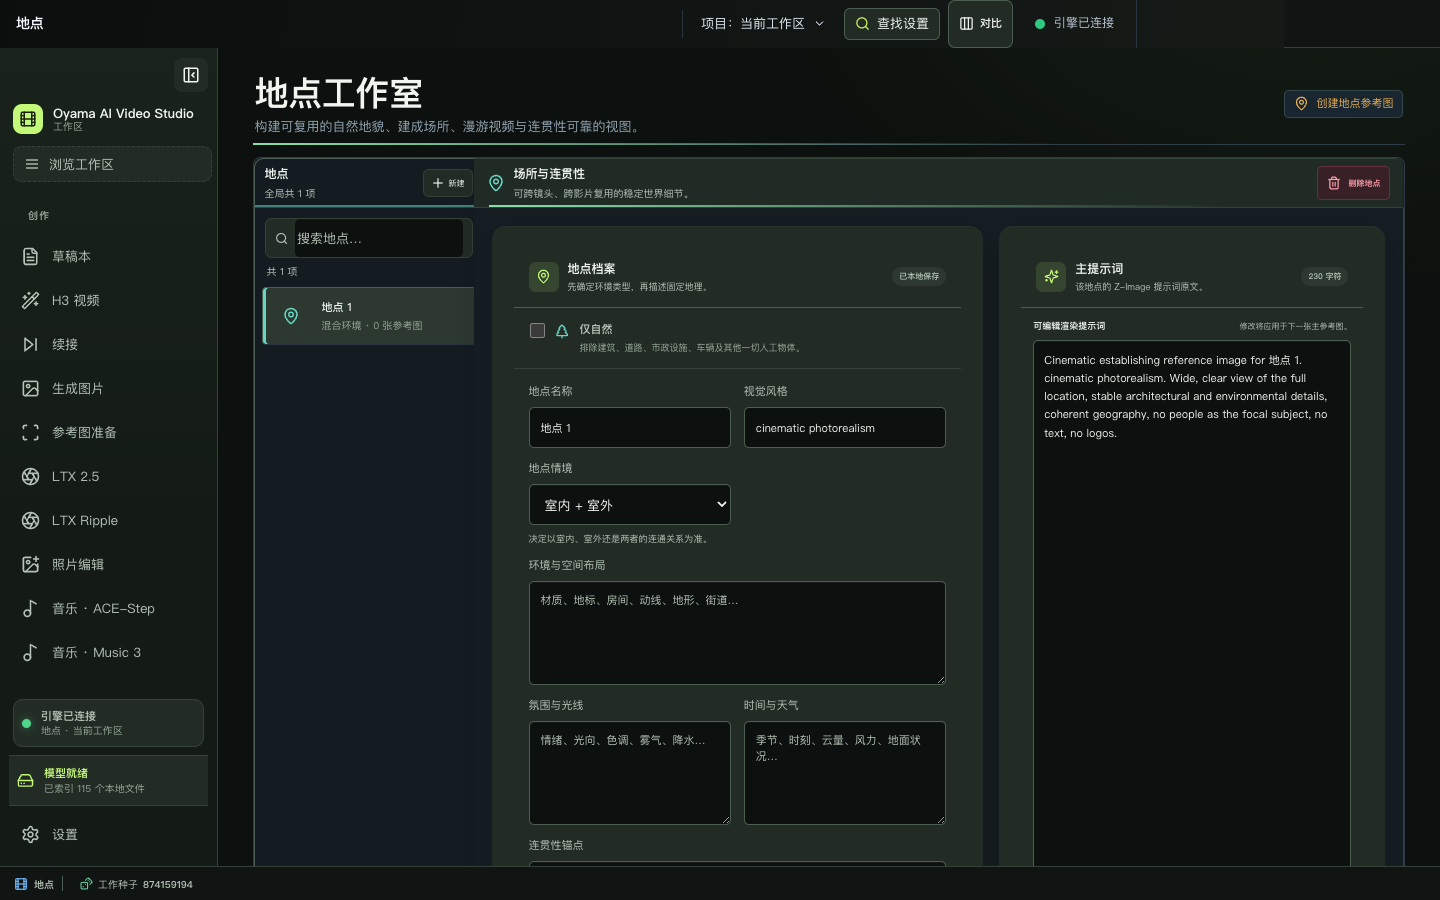 地点
项目：当前工作区
查找设置
对比
引擎已连接
Oyama AI Video Studio
工作区
浏览工作区
创作
草稿本
H3 视频
续接
生成图片
参考图准备
LTX 2.5
LTX Ripple
照片编辑
音乐 · ACE-Step
音乐 · Music 3
引擎已连接
地点 · 当前工作区
模型就绪
已索引 115 个本地文件
设置
地点工作室
构建可复用的自然地貌、建成场所、漫游视频与连贯性可靠的视图。
创建地点参考图
地点
全局共 1 项
新建
搜索地点...
共 1 项
地点 1
混合环境 · 0 张参考图
场所与连贯性
可跨镜头、跨影片复用的稳定世界细节。
删除地点
地点档案
先确定环境类型，再描述固定地理。
已本地保存
仅自然
排除建筑、道路、市政设施、车辆及其他一切人工物体。
地点名称
视觉风格
地点 1
cinematic photorealism
地点情境
室内 + 室外
决定以室内、室外还是两者的连通关系为准。
环境与空间布局
材质、地标、房间、动线、地形、街道...
氛围与光线
时间与天气
情绪、光向、色调、雾气、降水...
季节、时刻、云量、风力、地面状
况...
连贯性锚点
主提示词
该地点的 Z-Image 提示词原文。
230 字符
可编辑渲染提示词
修改将应用于下一张主参考图。
Cinematic establishing reference image for 地点 1.
cinematic photorealism. Wide, clear view of the full
location, stable architectural and environmental details,
coherent geography, no people as the focal subject, no
text, no logos.
地点
工作种子 874159194